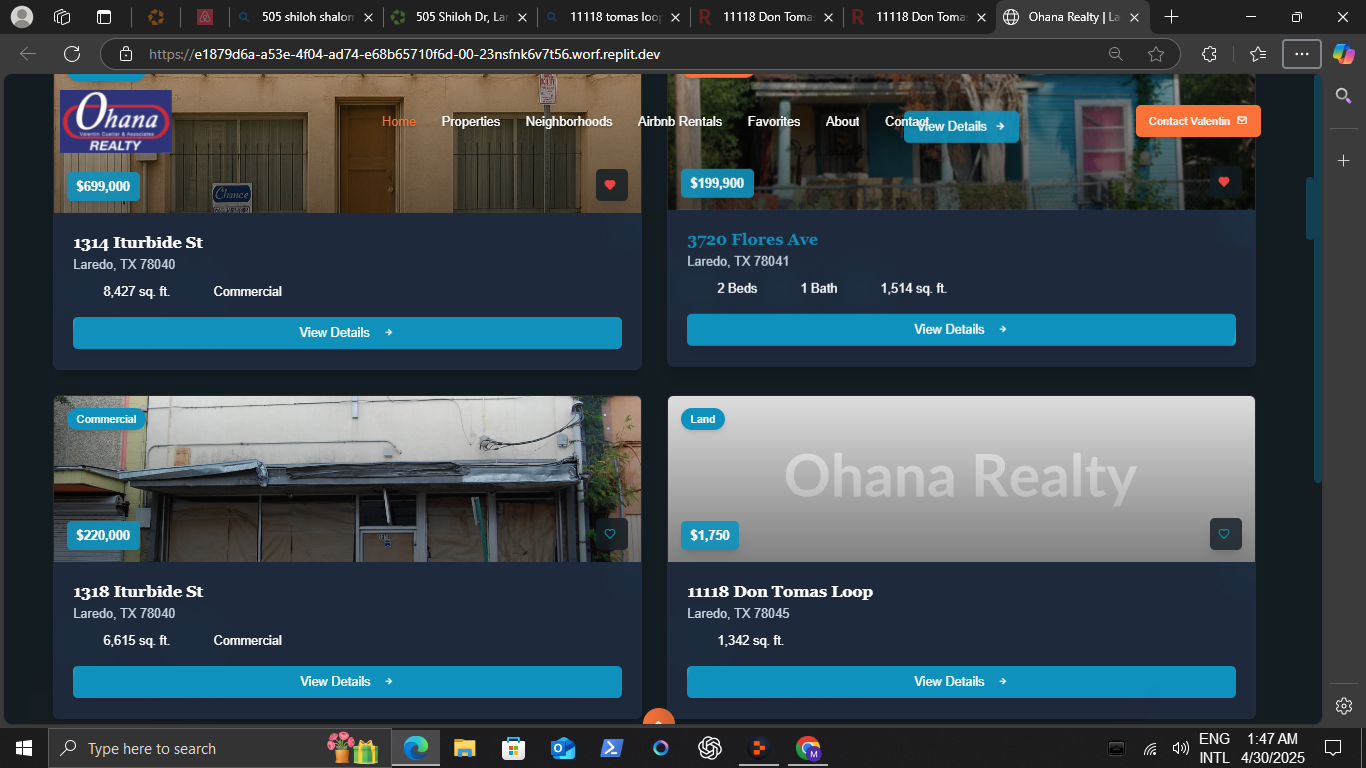 505 shiloh shalom
505 Shiloh Dr, Lar
11118 tomas loop
11118 Don Tomas
11118 Don Tomas
Ohana Realty | La
https://e1879d6a-a53e-4f04-ad74-e68b65710f6d-00-23nsfnk6v7t56.worf.replit.dev
Ohana
Valentin Cuellar & Associates
REALTY
Home
Properties
Neighborhoods
Airbnb Rentals
Favorites
About
Contact
View Details
Contact Valentin
$699,000
Chance
$199,900
1314 Iturbide St
Laredo, TX 78040
8,427 sq. ft.
Commercial
View Details
3720 Flores Ave
Laredo, TX 78041
2 Beds
1 Bath
1,514 sq. ft.
View Details
Commercial
$220,000
1318 Iturbide St
Laredo, TX 78040
6,615 sq. ft.
Commercial
View Details
Land
Ohana Realty
$1,750
11118 Don Tomas Loop
Laredo, TX 78045
1,342 sq. ft.
View Details
Type here to search
M
ENG
INTL
1:47 AM
4/30/2025